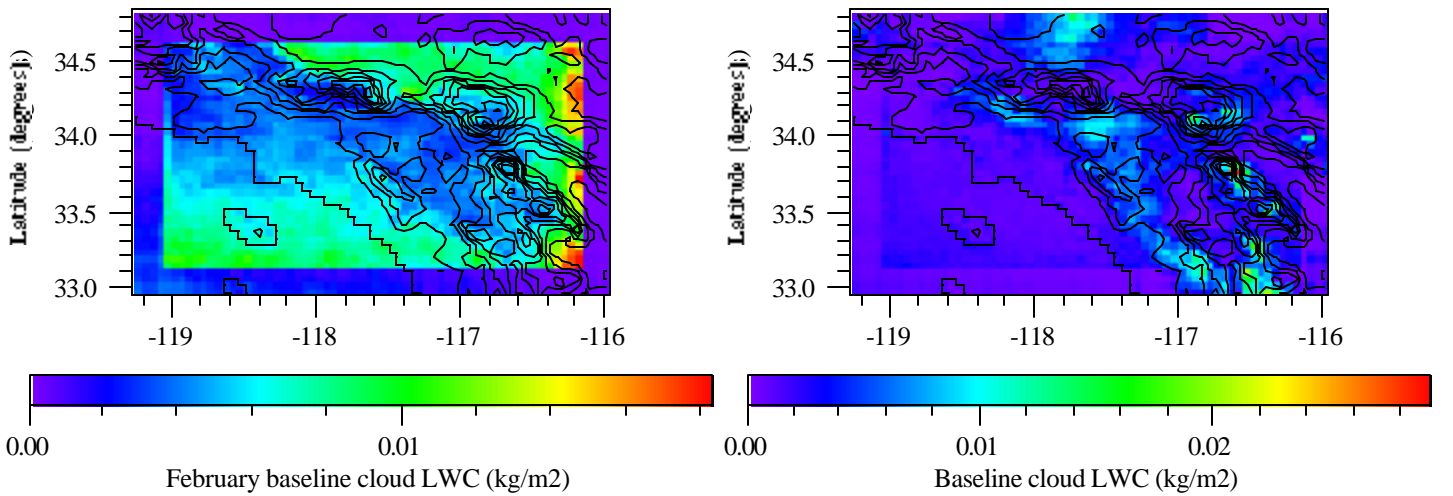 Latitude (degrees)
34.5
34.0
33.5
33.0
-119 -118 -117 -116
0.00 0.01
February baseline cloud LWC (kg/m2)
Latitude (degrees)
34.5
34.0
33.5
33.0
-119 -118 -117 -116
0.00 0.01 0.02
Baseline cloud LWC (kg/m2)